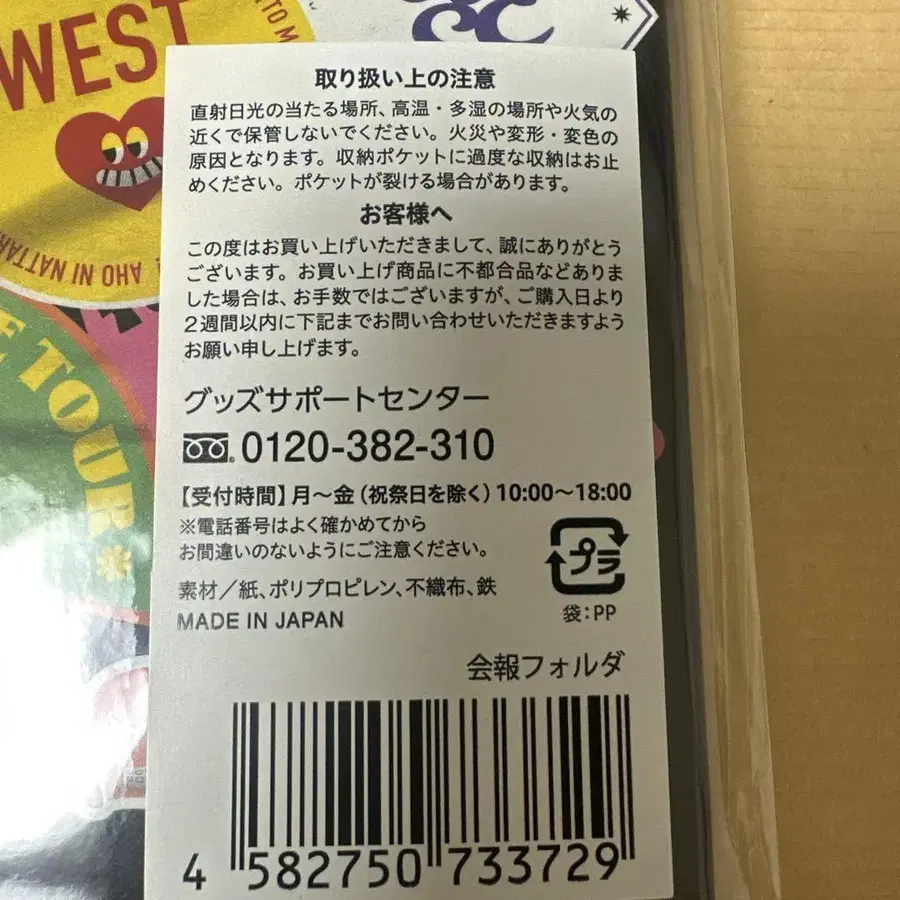 WEST
AHO NI NATTAR
E TOUR
取り扱い上の注意
直射日光の当たる場所、高温・多湿の場所や火気の
近くで保管しないでください。火災や変形・変色の
原因となります。収納ポケットに過度な収納はお止
めください。ポケットが裂ける場合があります。
お客様へ
この度はお買い上げいただきまして、誠にありがとう
ございます。お買い上げ商品に不都合品などありま
した場合は、お手数ではございますが、ご購入日より
2週間以内に下記までお問い合わせいただきますよう
お願い申し上げます。
グッズサポートセンター
0120-382-310
【受付時間】月～金（祝祭日を除く）10:00～18:00
※電話番号はよく確かめてから
お間違いのないようにご注意ください。
プラ
素材／紙、ポリプロピレン、不織布、鉄
袋：PP
MADE IN JAPAN
会報フォルダ
4 582750 733729